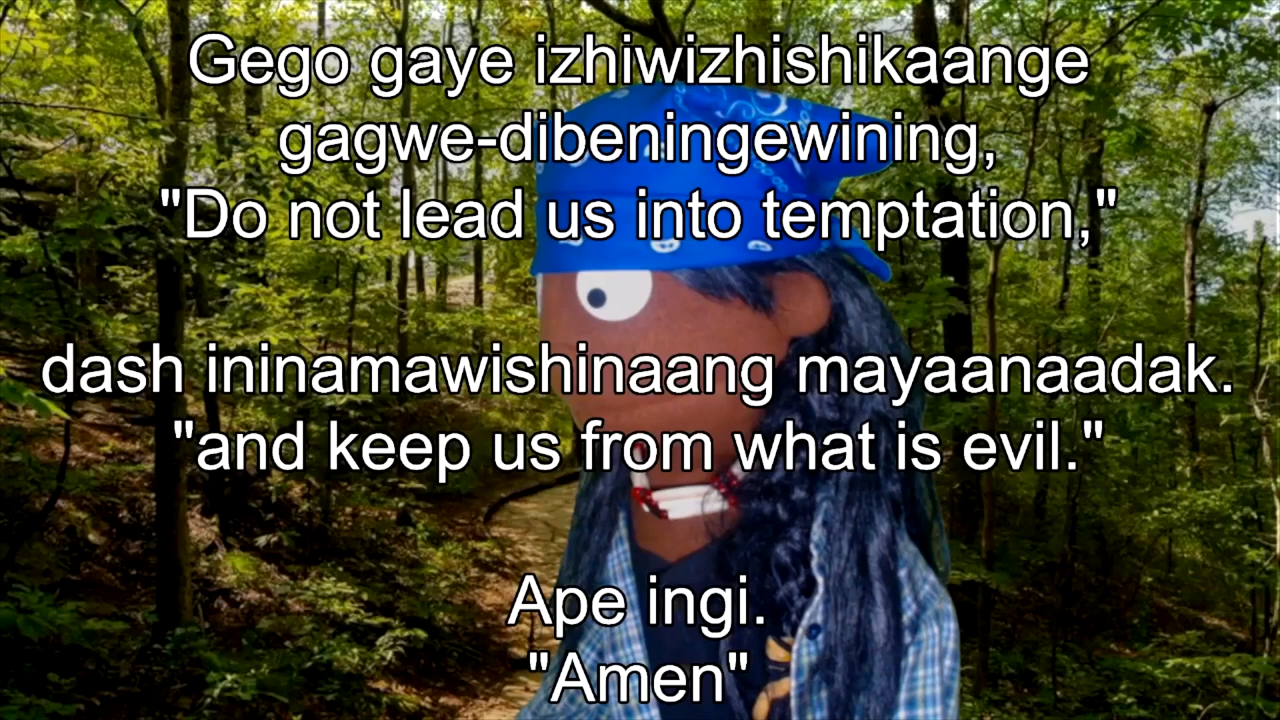 Gego gaye izhiwizhishikaange
gagwe-dibeningewining,
"Do not lead us into temptation,"
dash ininamawishinaang mayaanaadak.
"and keep us from what is evil."
Ape ingi.
"Amen"